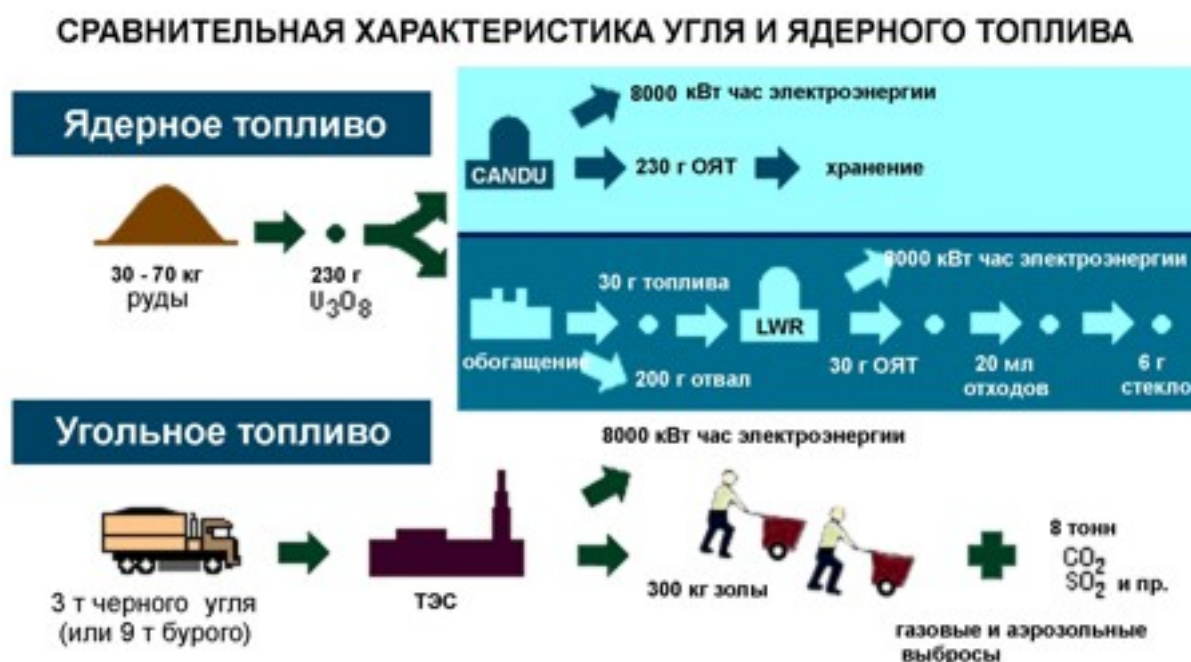 СРАВНИТЕЛЬНАЯ ХАРАКТЕРИСТИКА УГЛЯ И ЯДЕРНОГО ТОПЛИВА
Ядерное топливо
30 - 70 кг
руды
230 г
U3O8
CANDU
8000 кВт час электроэнергии
230 г ОЯТ
хранение
обогащение
30 г топлива
200 г отвал
LWR
8000 кВт час электроэнергии
30 г ОЯТ
20 мл
отходов
6 г
стекло
Угольное топливо
3 т черного угля
(или 9 т бурого)
ТЭС
8000 кВт час электроэнергии
300 кг золы
8 тонн
CO2
SO2 и пр.
газовые и аэрозольные
выбросы